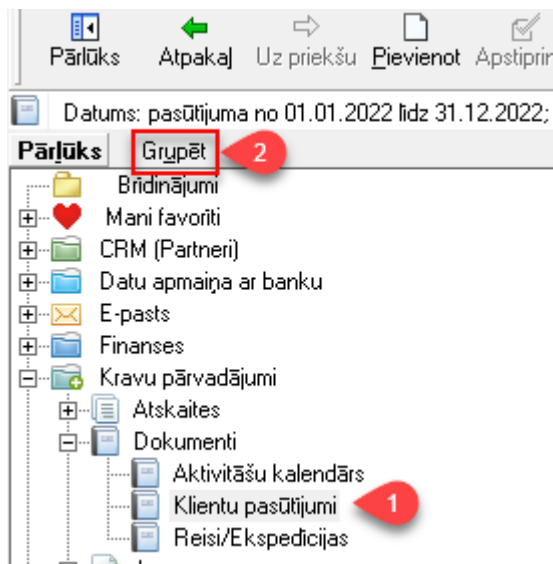 Pārlūks Atpakaļ Uz priekšu Pievienot
Datums: pasūtījuma no 01.01.2022 līdz 31.12.2022;
Pārlūks Grupēt 2
Brīdinājumi
Mani favorīti
CRM (Partneri)
Datu apmaiņa ar banku
E-pasts
Finanses
Kravu pārvadājumi
Atskaites
Dokumenti
Aktivitāšu kalendārs
Klientu pasūtījumi 1
Reisi/Ekspedīcijas